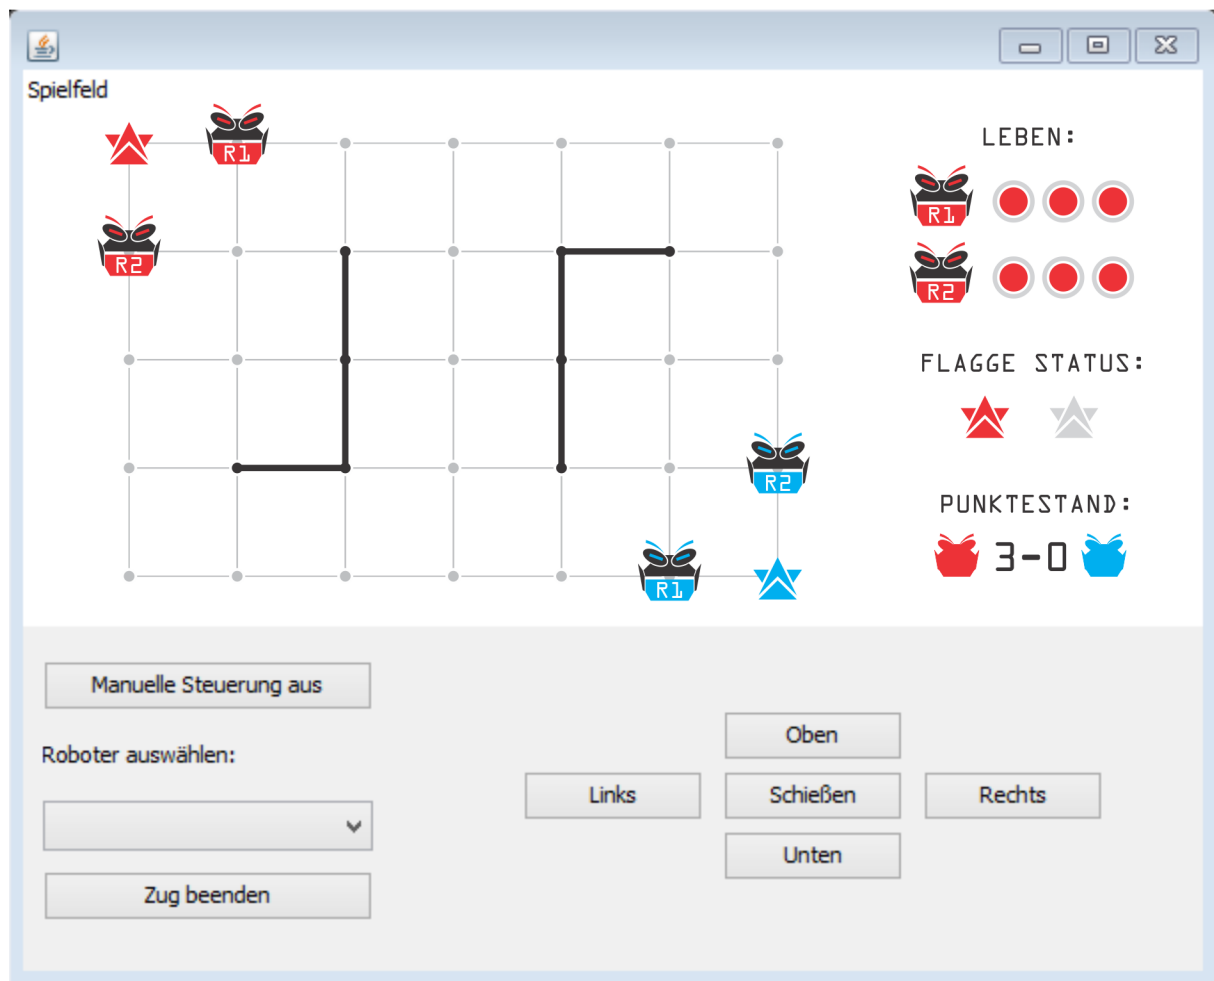 Spielfeld
R1
R2
R2
R1
LEBEN:
R1
R2
FLAGGE STATUS:
PUNKTESTAND:
3-0
Manuelle Steuerung aus
Roboter auswählen:
Zug beenden
Oben
Links
Schießen
Rechts
Unten